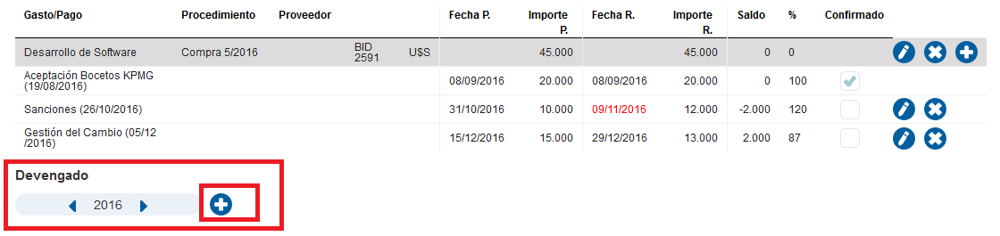 Gasto/Pago Procedimiento Proveedor Fecha P. Importe P. Fecha R. Importe R. Saldo % Confirmado
Desarrollo de Software Compra 5/2016 BID 2591 U$S 45.000 45.000 0 0
Aceptación Bocetos KPMG (19/08/2016) 08/09/2016 20.000 08/09/2016 20.000 0 100
Sanciones (26/10/2016) 31/10/2016 10.000 09/11/2016 12.000 -2.000 120
Gestión del Cambio (05/12 /2016) 15/12/2016 15.000 29/12/2016 13.000 2.000 87
Devengado
2016